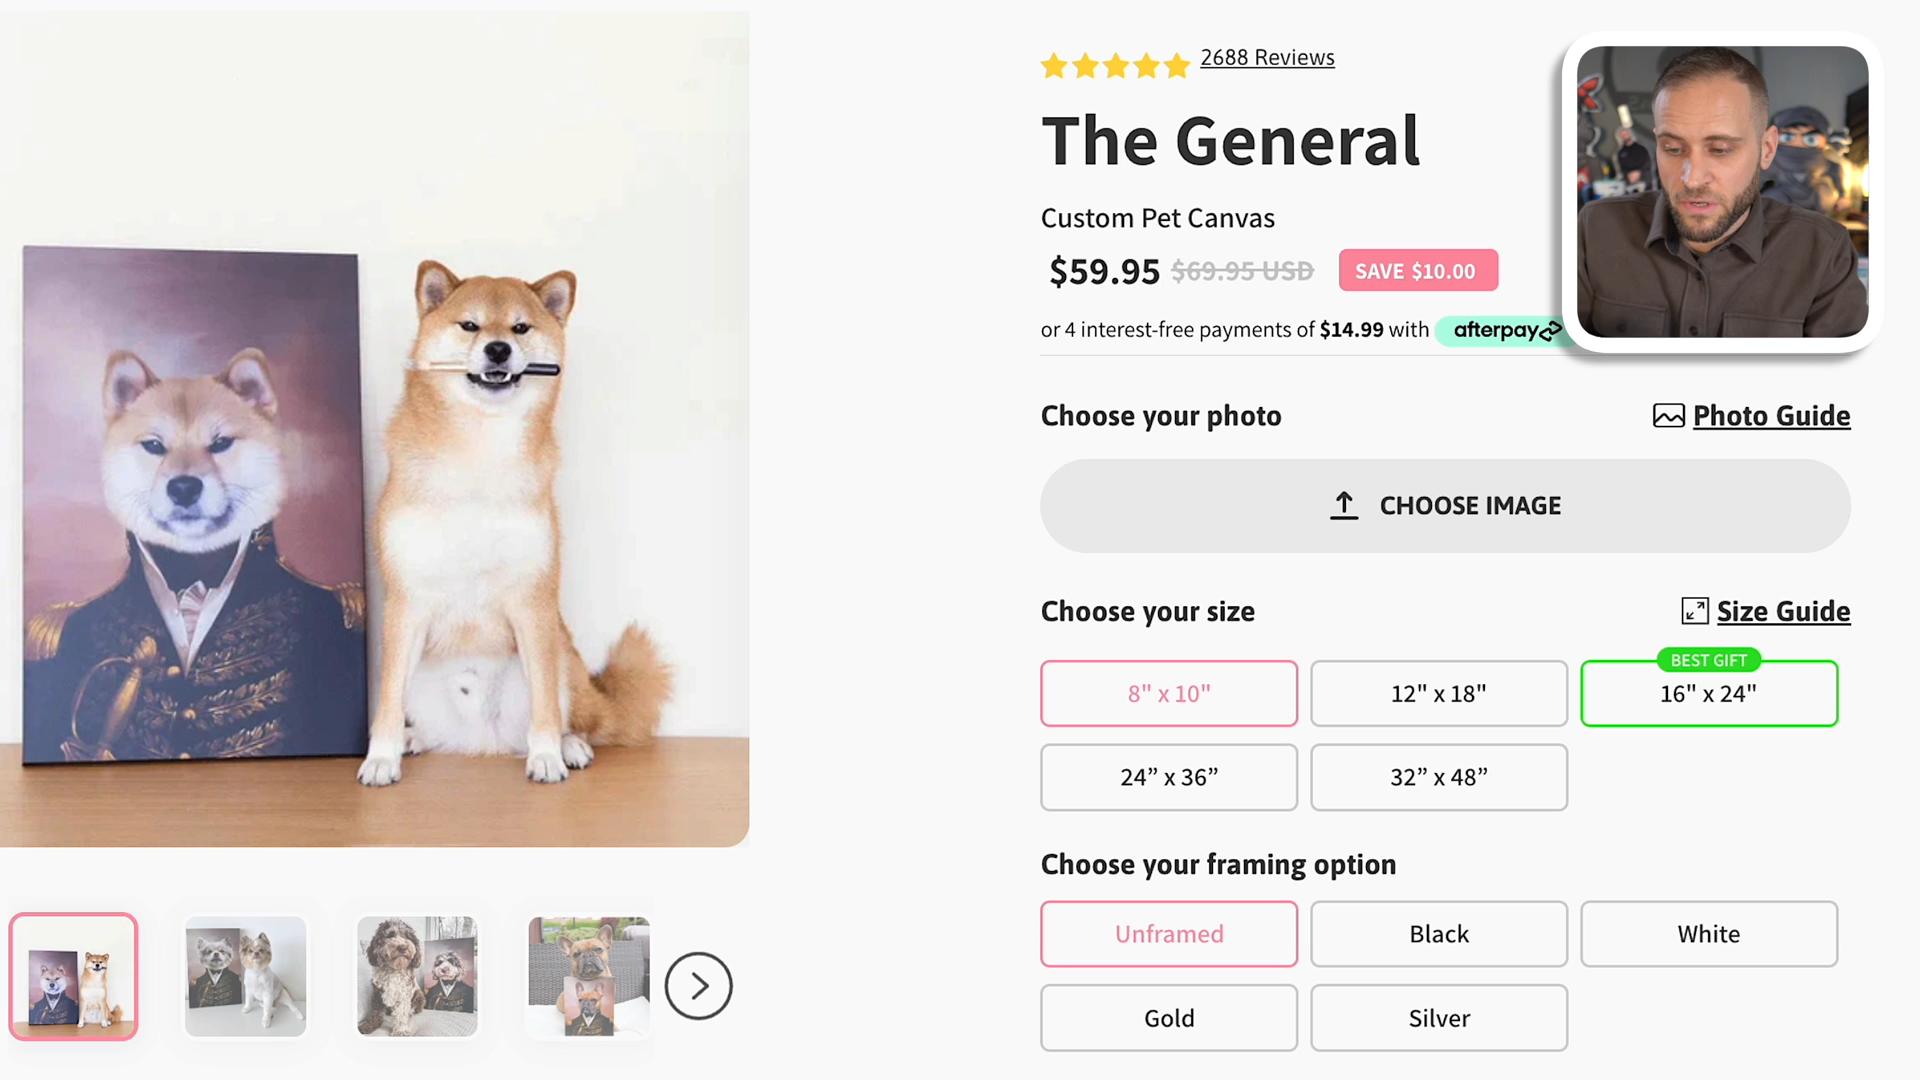 2688 Reviews
The General
Custom Pet Canvas
$59.95 $69.95 USD SAVE $10.00
or 4 interest-free payments of $14.99 with afterpay
Choose your photo
Photo Guide
CHOOSE IMAGE
Choose your size
Size Guide
BEST GIFT
8" x 10" 12" x 18" 16" x 24"
24” x 36” 32” x 48”
Choose your framing option
Unframed Black White
Gold Silver